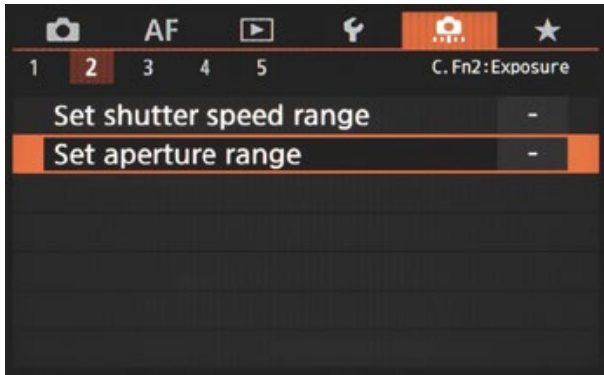 AF
1 2 3 4 5 C.Fn2:Exposure
Set shutter speed range -
Set aperture range -